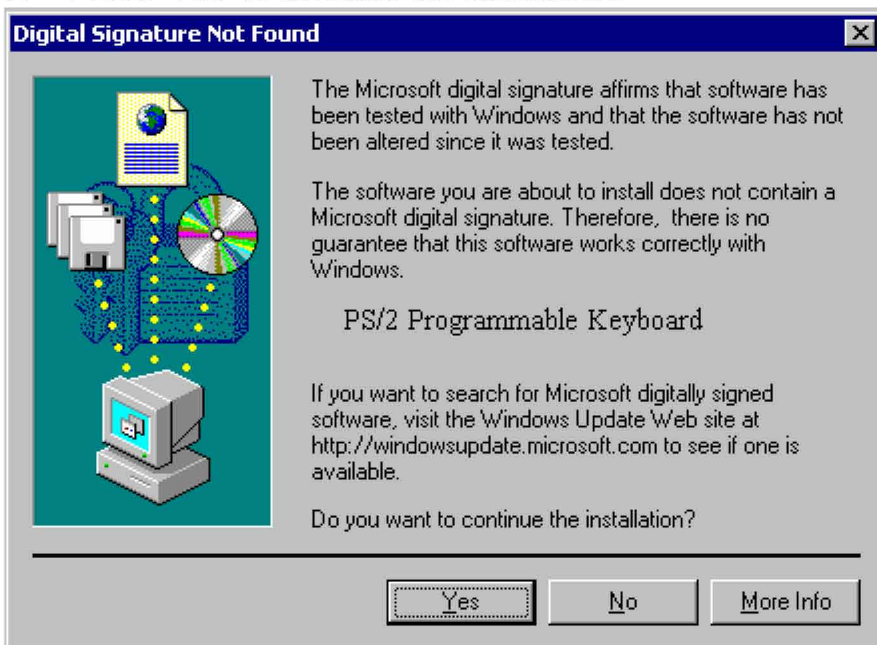 Digital Signature Not Found
The Microsoft digital signature affirms that software has
been tested with Windows and that the software has not
been altered since it was tested.
The software you are about to install does not contain a
Microsoft digital signature. Therefore,  there is no
guarantee that this software works correctly with
Windows.
PS/2 Programmable Keyboard
If you want to search for Microsoft digitally signed
software, visit the Windows Update Web site at
http://windowsupdate.microsoft.com to see if one is
available.
Do you want to continue the installation?
Yes No More Info